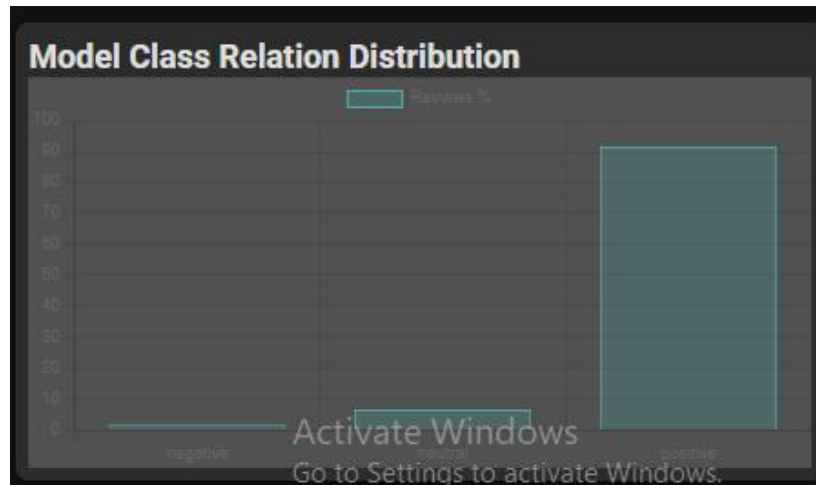 Model Class Relation Distribution
Reviews %
100
90
80
70
60
50
40
30
20
10
0
negative neutral positive
Activate Windows
Go to Settings to activate Windows.